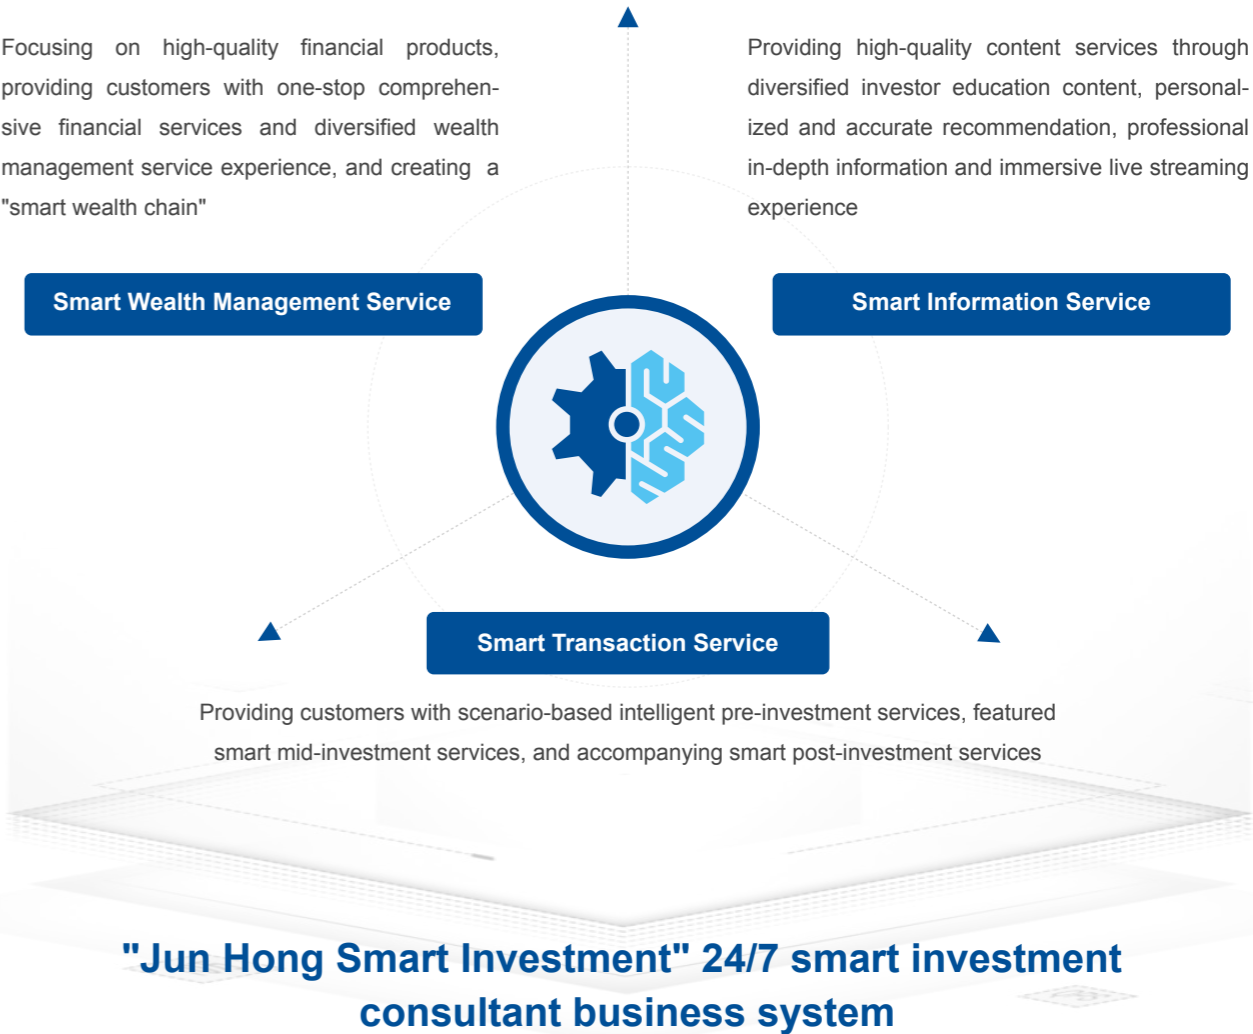 Focusing on high-quality financial products,
providing customers with one-stop comprehen-
sive financial services and diversified wealth
management service experience, and creating a
"smart wealth chain"
Smart Wealth Management Service
Providing high-quality content services through
diversified investor education content, personal-
ized and accurate recommendation, professional
in-depth information and immersive live streaming
experience
Smart Information Service
Smart Transaction Service
Providing customers with scenario-based intelligent pre-investment services, featured
smart mid-investment services, and accompanying smart post-investment services
"Jun Hong Smart Investment" 24/7 smart investment
consultant business system